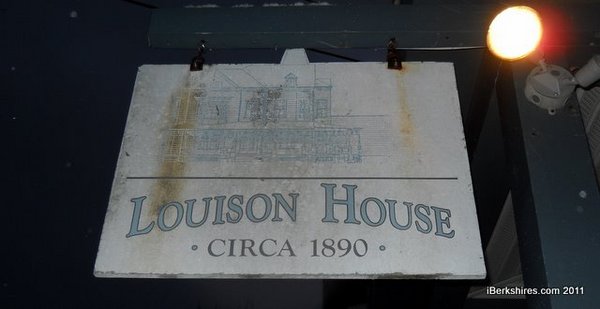 LOUISON HOUSE
· CIRCA 1890 ·
iBerkshires.com 2011